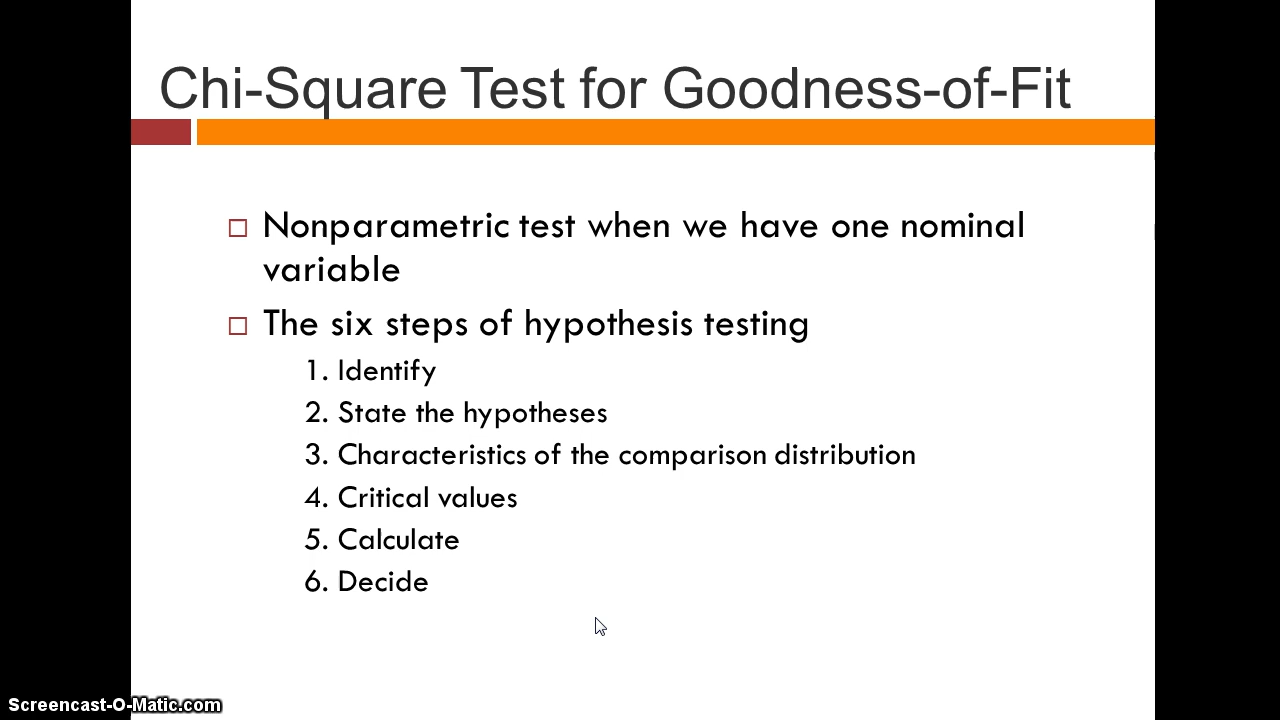 Chi-Square Test for Goodness-of-Fit
Nonparametric test when we have one nominal
variable
The six steps of hypothesis testing
1. Identify
2. State the hypotheses
3. Characteristics of the comparison distribution
4. Critical values
5. Calculate
6. Decide
Screencast-O-Matic.com